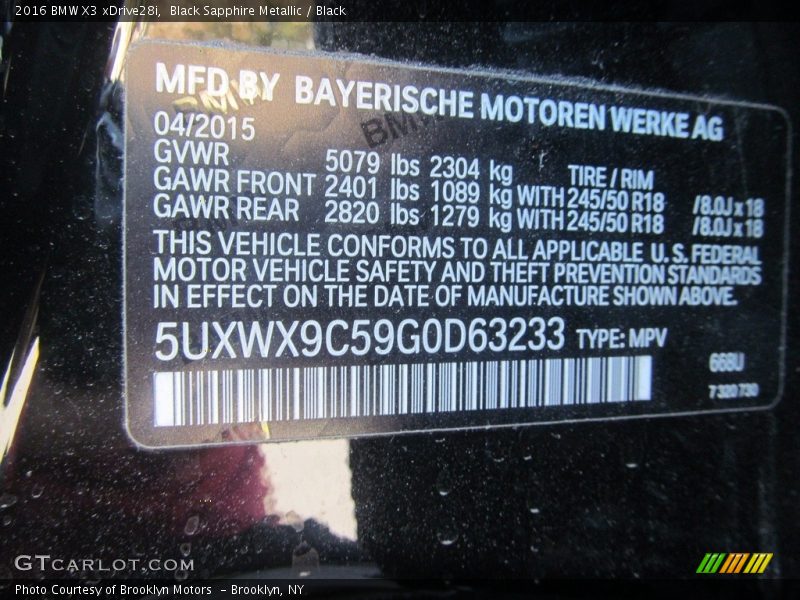 2016 BMW X3 xDrive28i,  Black Sapphire Metallic / Black
MFD BY BAYERISCHE MOTOREN WERKE AG
04/2015
GVWR 5079 lbs 2304 kg TIRE / RIM
GAWR FRONT 2401 lbs 1089 kg WITH 245/50 R18 /8.0J x 18
GAWR REAR 2820 lbs 1279 kg WITH 245/50 R18 /8.0J x 18
THIS VEHICLE CONFORMS TO ALL APPLICABLE U.S. FEDERAL
MOTOR VEHICLE SAFETY AND THEFT PREVENTION STANDARDS
IN EFFECT ON THE DATE OF MANUFACTURE SHOWN ABOVE.
5UXWX9C59G0D63233 TYPE: MPV
668U
7 320 730
GTCARLOT.COM
Photo Courtesy of Brooklyn Motors  – Brooklyn, NY